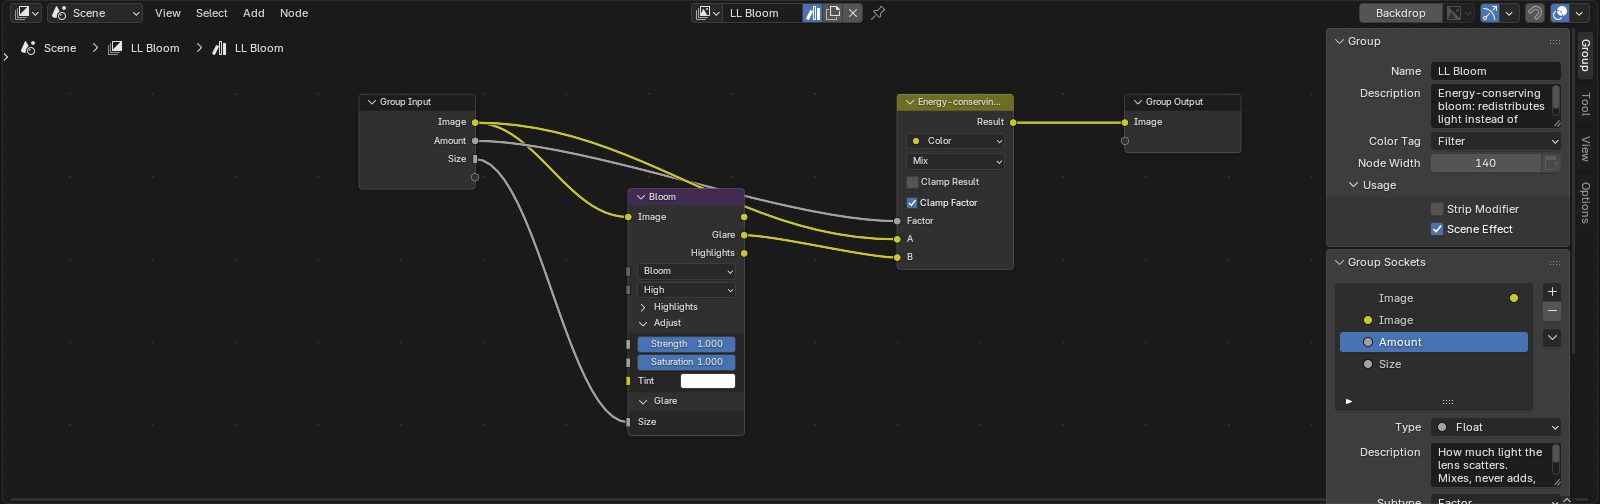 Scene View Select Add Node LL Bloom Backdrop
Scene LL Bloom LL Bloom
Group Input
Image
Amount
Size
Bloom
Image
Glare
Highlights
Bloom
High
Highlights
Adjust
Strength 1.000
Saturation 1.000
Tint
Glare
Size
Energy-conservin...
Result
Color
Mix
Clamp Result
Clamp Factor
Factor
A
B
Group Output
Image
Group
Name LL Bloom
Description Energy-conserving
bloom: redistributes
light instead of
Color Tag Filter
Node Width 140
Usage
Strip Modifier
Scene Effect
Group Sockets
Image
Image
Amount
Size
Type Float
Description How much light the
lens scatters.
Mixes, never adds,
Subtype Factor
Group
Tool
View
Options